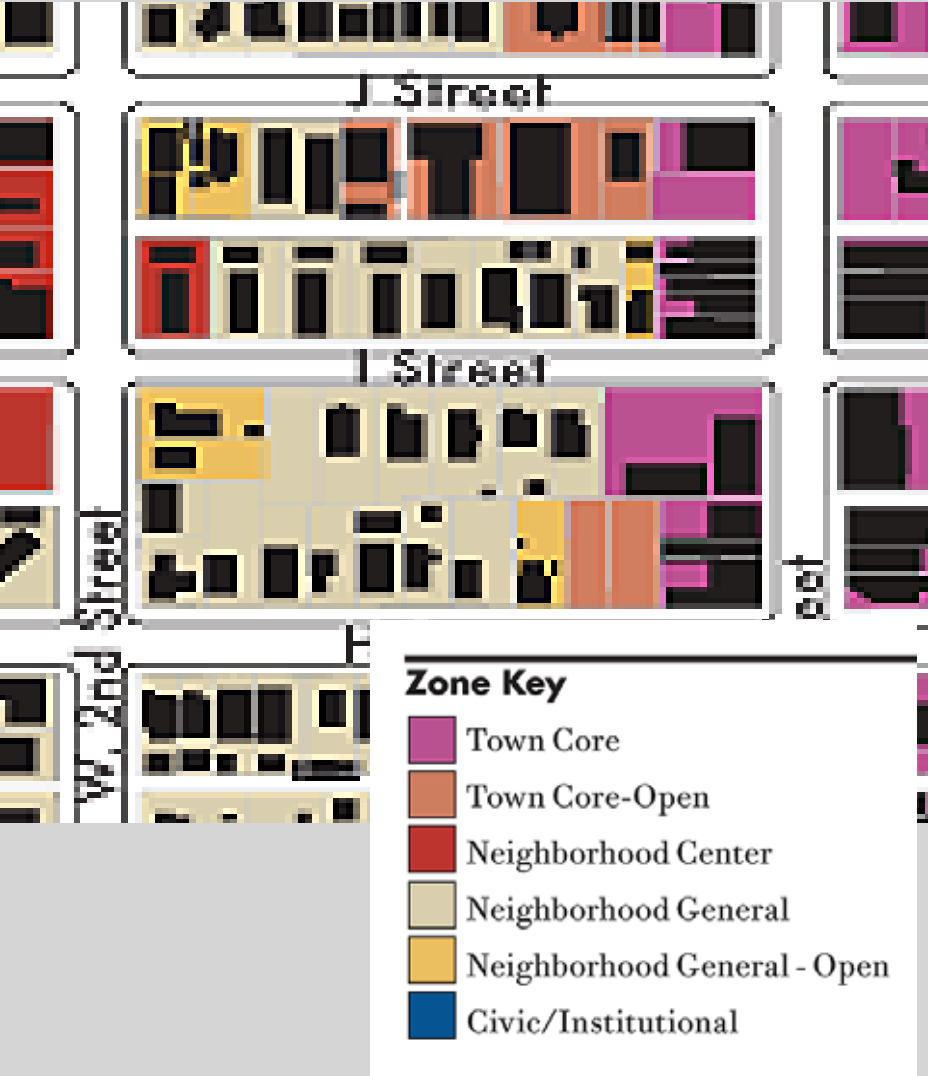 J Street
I Street
Street
W. 2nd
eet
H
Zone Key
Town Core
Town Core-Open
Neighborhood Center
Neighborhood General
Neighborhood General - Open
Civic/Institutional